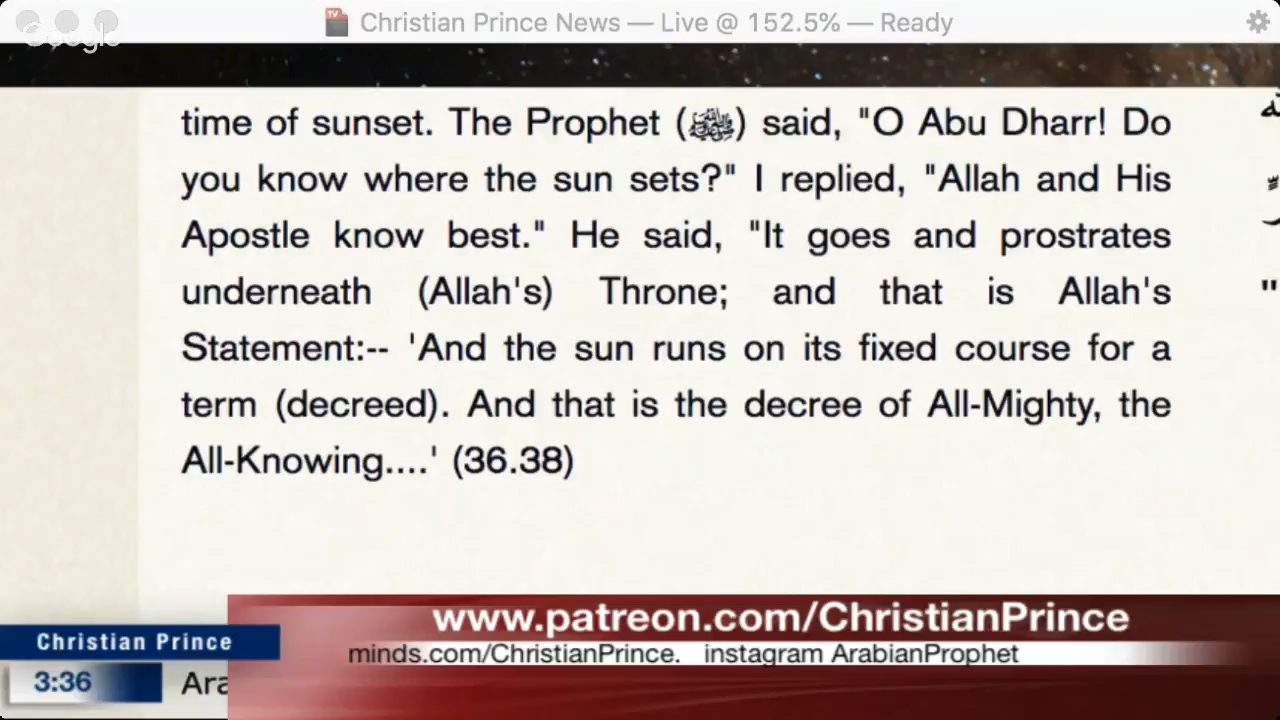 Christian Prince News — Live @ 152.5% — Ready
Google
time of sunset. The Prophet (ﷺ) said, "O Abu Dharr! Do
you know where the sun sets?" I replied, "Allah and His
Apostle know best." He said, "It goes and prostrates
underneath (Allah's) Throne; and that is Allah's
Statement:-- 'And the sun runs on its fixed course for a
term (decreed). And that is the decree of All-Mighty, the
All-Knowing....' (36.38)
www.patreon.com/ChristianPrince
Christian Prince
minds.com/ChristianPrince. instagram ArabianProphet
3:36